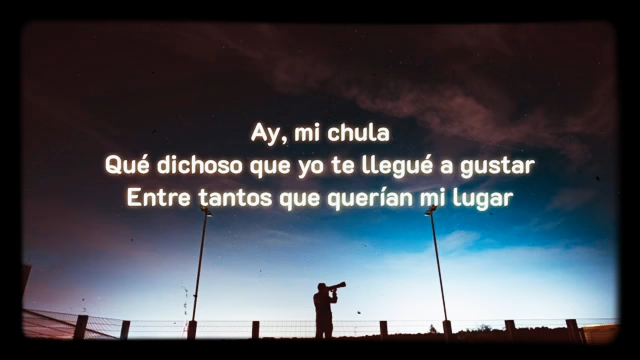 Ay, mi chula
Qué dichoso que yo te llegué a gustar
Entre tantos que querían mi lugar